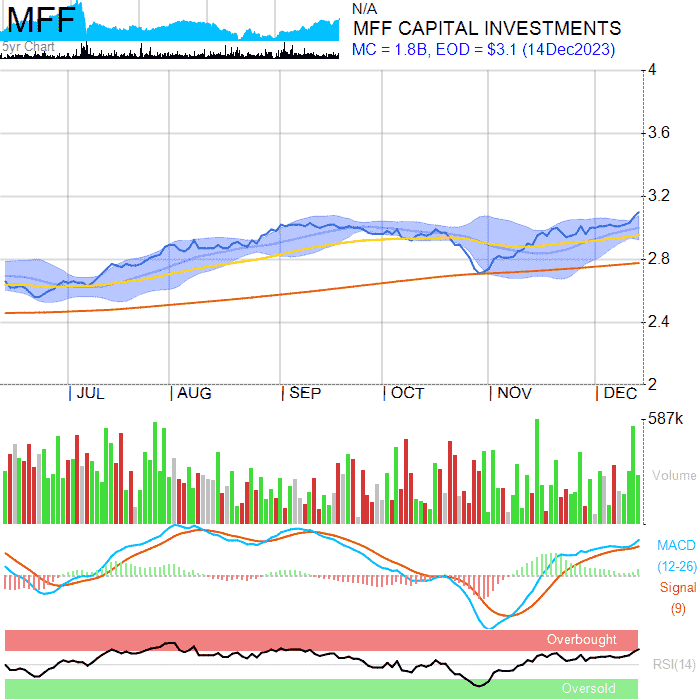 MFF
5yr Chart
N/A
MFF CAPITAL INVESTMENTS
MC = 1.8B, EOD = $3.1 (14Dec2023)
4
3.6
3.2
2.8
2.4
2
JUL AUG SEP OCT NOV DEC
587k
Volume
MACD
(12-26)
Signal
(9)
Overbought
RSI(14)
Oversold